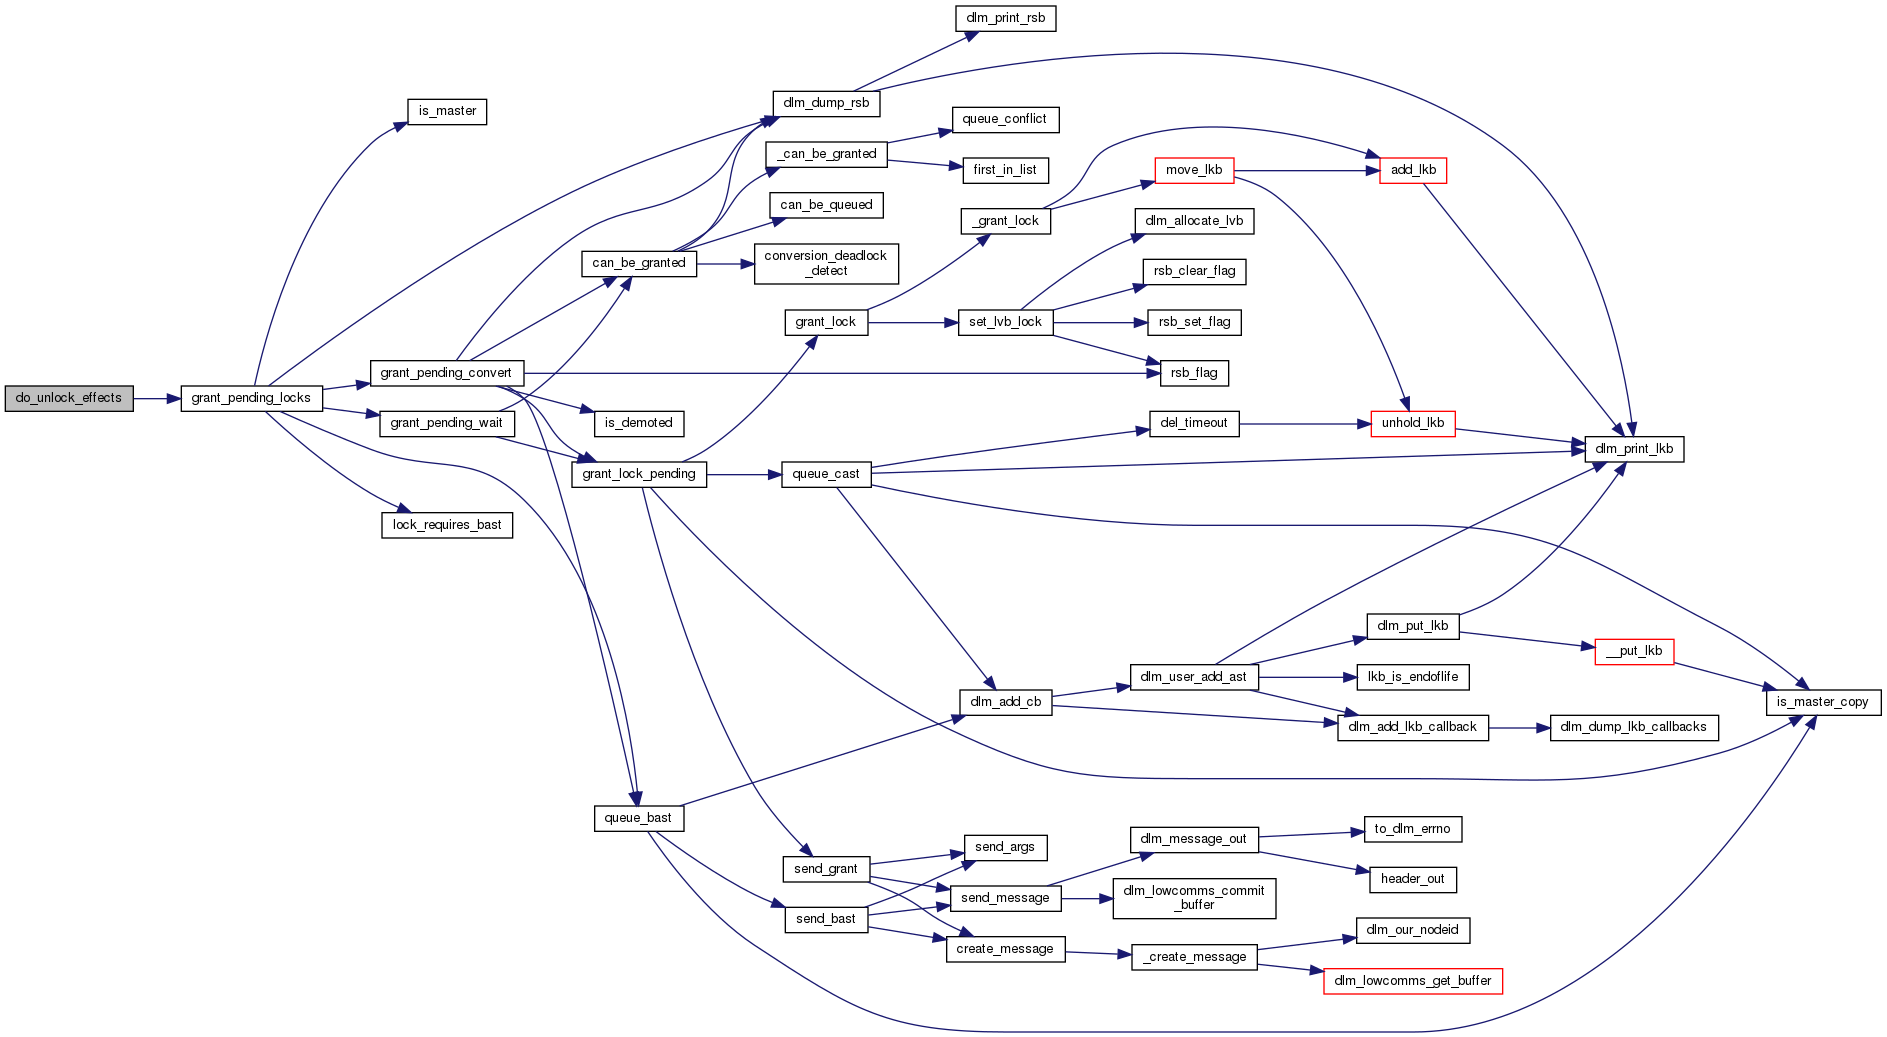 dlm_print_rsb
dlm_dump_rsb
is_master
queue_conflict
_can_be_granted
first_in_list
move_lkb
add_lkb
can_be_queued
_grant_lock
dlm_allocate_lvb
can_be_granted
conversion_deadlock
_detect
rsb_clear_flag
grant_lock
set_lvb_lock
rsb_set_flag
grant_pending_convert
rsb_flag
do_unlock_effects
grant_pending_locks
grant_pending_wait
is_demoted
del_timeout
unhold_lkb
dlm_print_lkb
grant_lock_pending
queue_cast
lock_requires_bast
dlm_put_lkb
__put_lkb
dlm_user_add_ast
lkb_is_endoflife
dlm_add_cb
is_master_copy
dlm_add_lkb_callback
dlm_dump_lkb_callbacks
queue_bast
to_dlm_errno
dlm_message_out
send_args
send_grant
header_out
send_message
dlm_lowcomms_commit
_buffer
send_bast
dlm_our_nodeid
create_message
_create_message
dlm_lowcomms_get_buffer